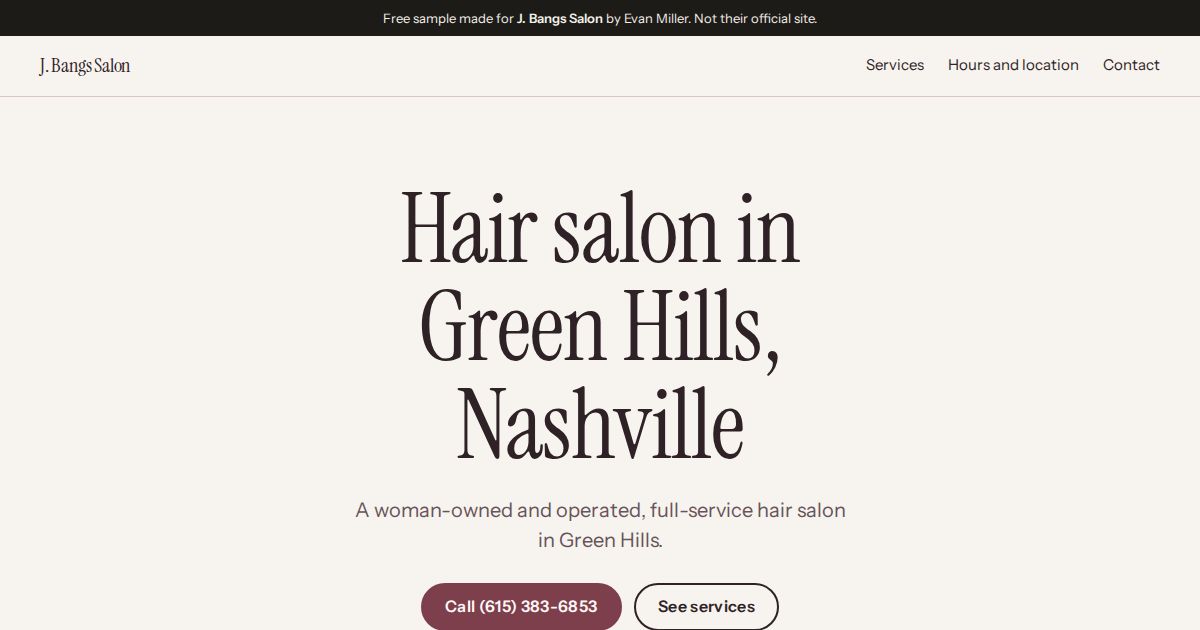 Free sample made for J. Bangs Salon by Evan Miller. Not their official site.
J. Bangs Salon
Services
Hours and location
Contact
Hair salon in
Green Hills,
Nashville
A woman-owned and operated, full-service hair salon
in Green Hills.
Call (615) 383-6853
See services